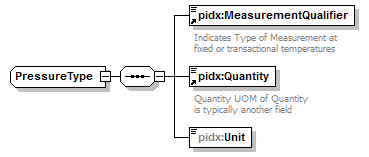 pidx:MeasurementQualifier
Indicates Type of Measurement at
fixed or transactional temperatures
PressureType
pidx:Quantity
Quantity UOM of Quantity
is typically another field
pidx:Unit